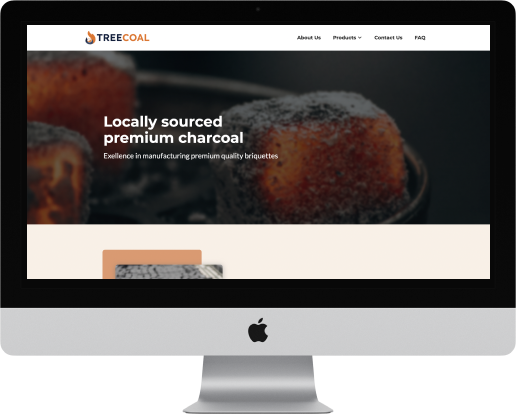 TREECOAL
About Us
Products
Contact Us
FAQ
Locally sourced
premium charcoal
Exellence in manufacturing premium quality briquettes